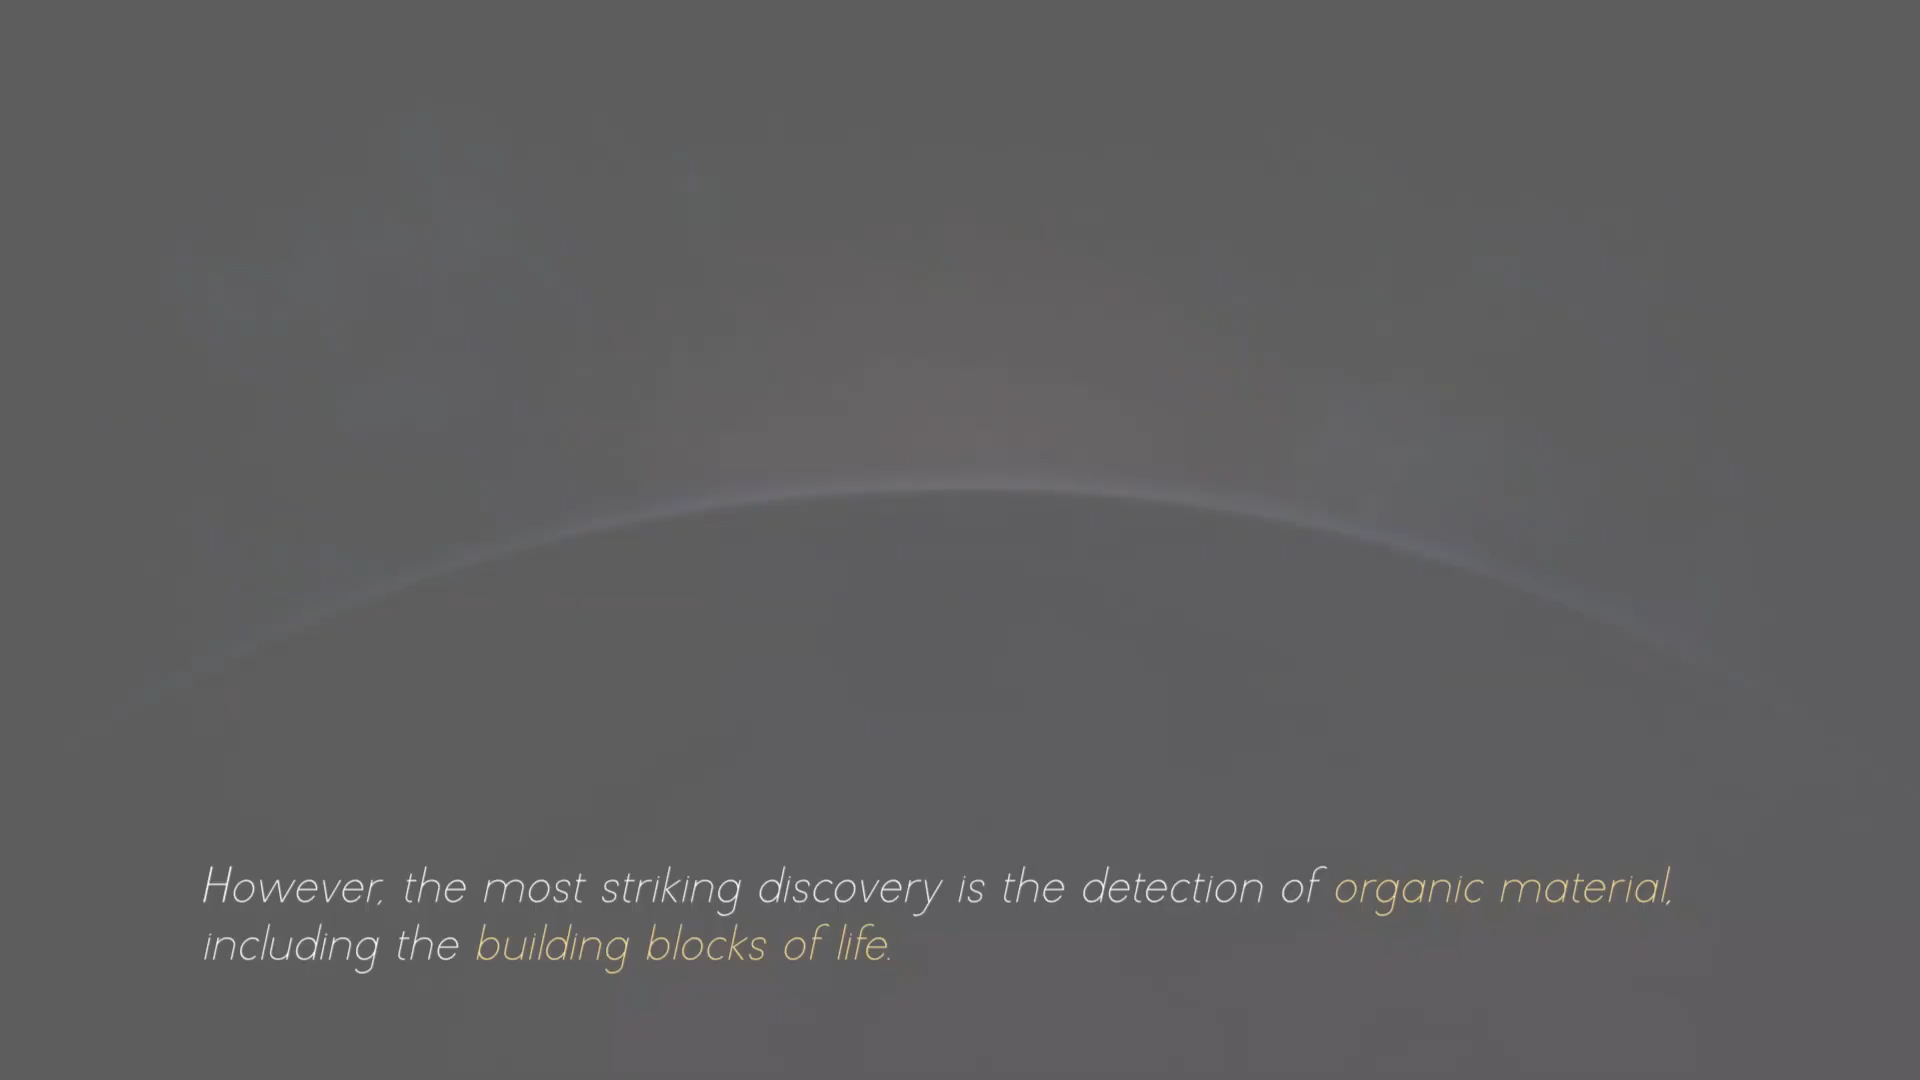 However, the most striking discovery is the detection of organic material,
including the building blocks of life.